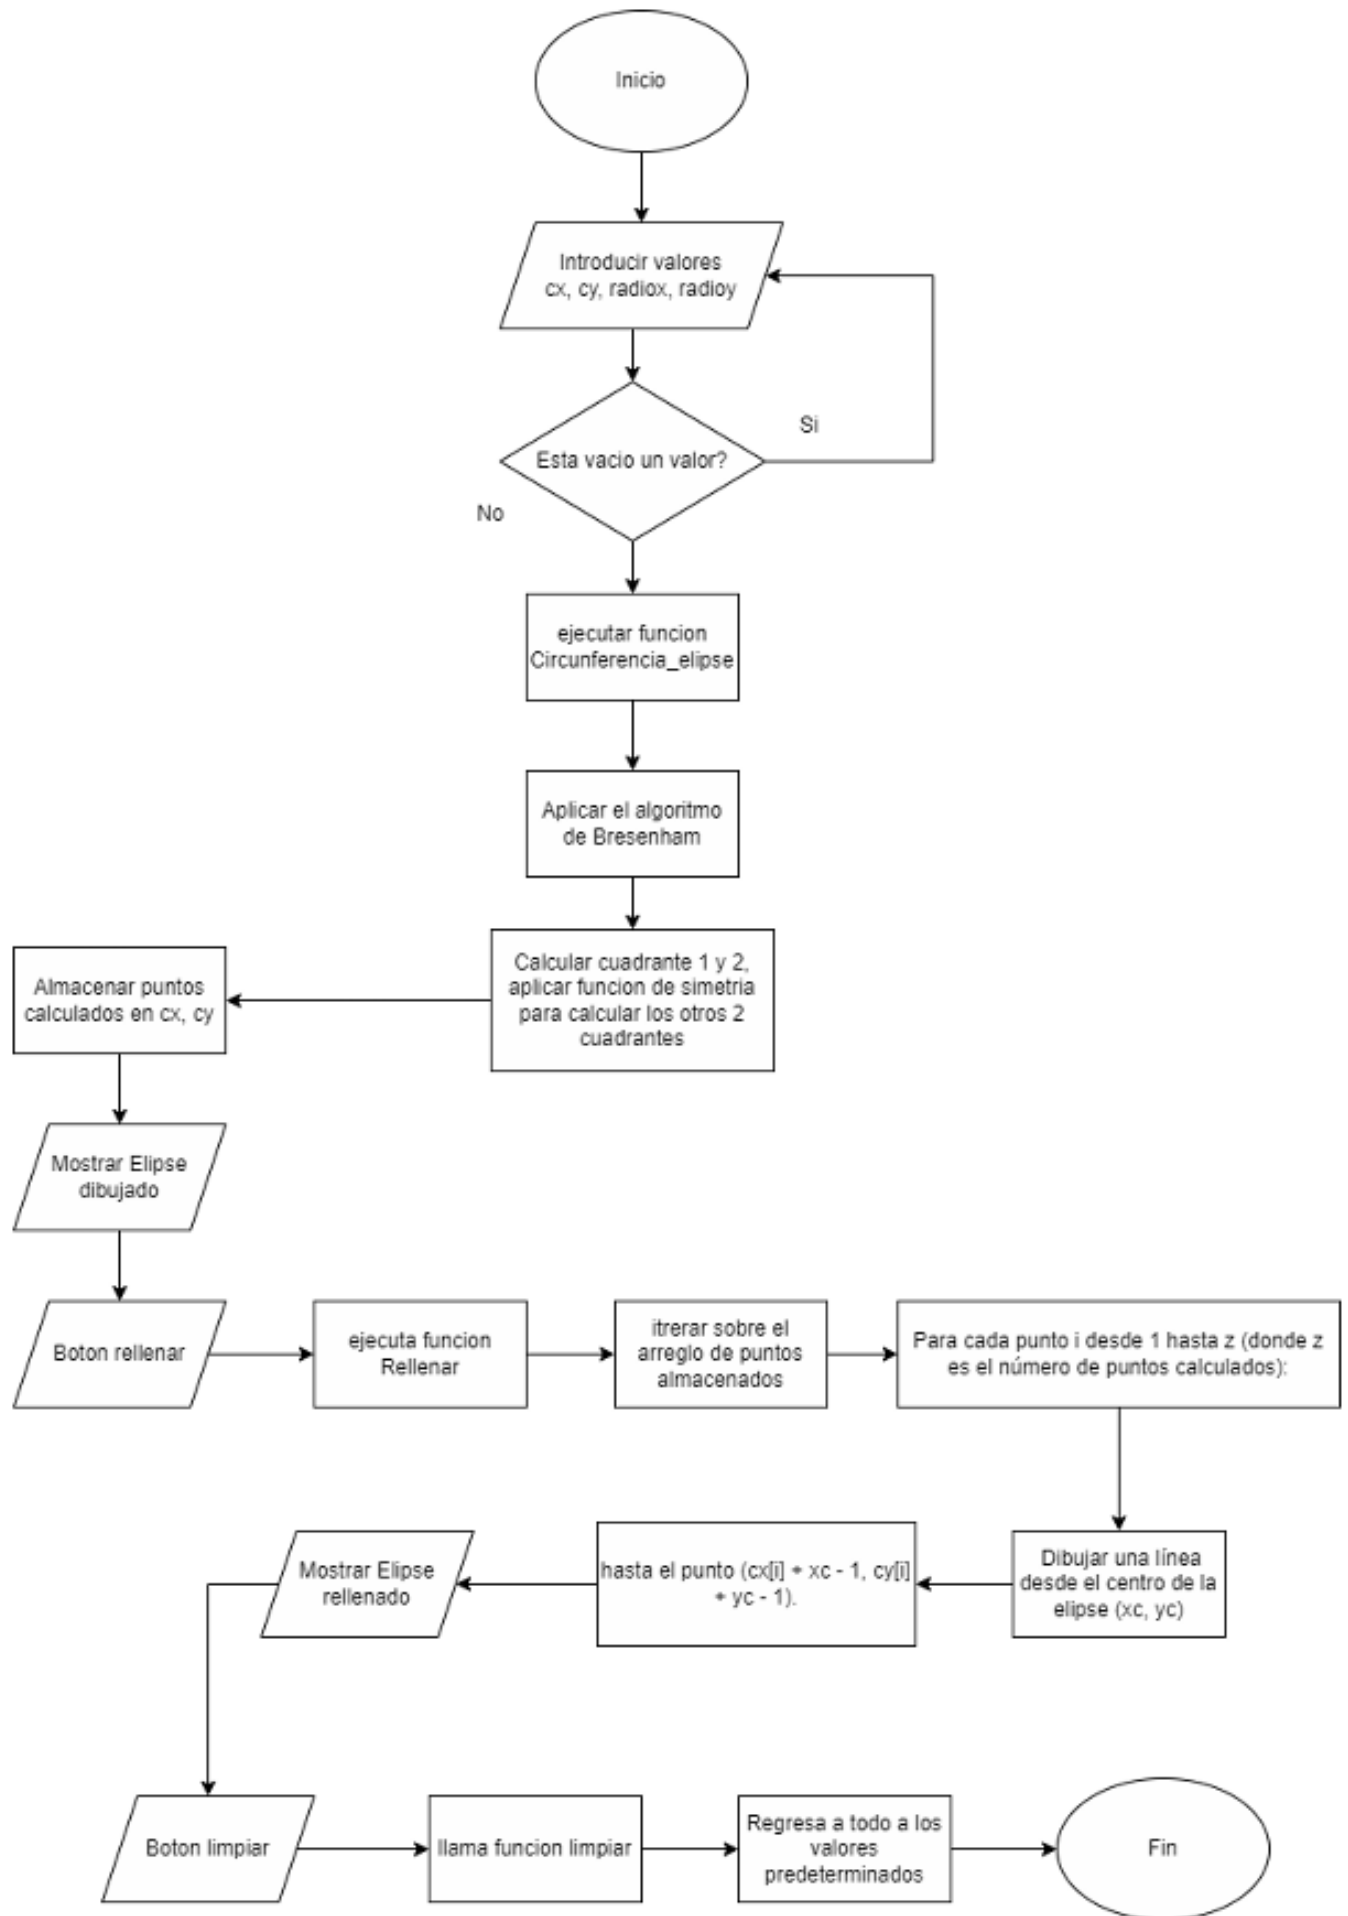 Inicio
Introducir valores
cx, cy, radiox, radioy
Si
Esta vacio un valor?
No
ejecutar funcion
Circunferencia_elipse
Aplicar el algoritmo
de Bresenham
Calcular cuadrante 1 y 2,
aplicar funcion de simetria
para calcular los otros 2
cuadrantes
Almacenar puntos
calculados en cx, cy
Mostrar Elipse
dibujado
Boton rellenar
ejecuta funcion
Rellenar
itrerar sobre el
arreglo de puntos
almacenados
Para cada punto i desde 1 hasta z (donde z
es el número de puntos calculados):
Dibujar una línea
desde el centro de la
elipse (xc, yc)
hasta el punto (cx[i] + xc - 1, cy[i]
+ yc - 1).
Mostrar Elipse
rellenado
Boton limpiar
llama funcion limpiar
Regresa a todo a los
valores
predeterminados
Fin